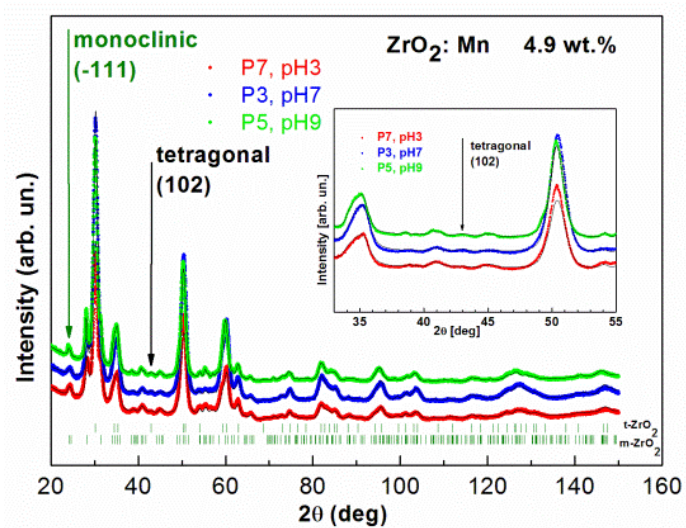 monoclinic
(-111)
ZrO2: Mn 4.9 wt.%
P7, pH3
P3, pH7
P5, pH9
tetragonal
(102)
P7, pH3
P3, pH7
P5, pH9
tetragonal
(102)
Intensity [arb. un.]
35 40 45 50 55
2θ [deg]
Intensity (arb. un.)
t-ZrO2
m-ZrO2
20 40 60 80 100 120 140 160
2θ (deg)